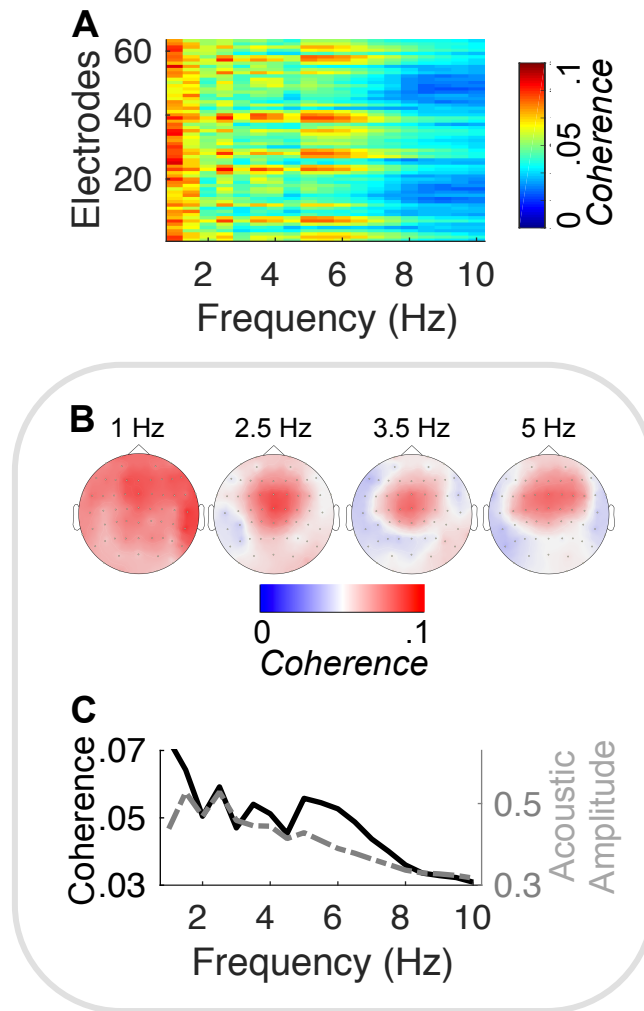 A
Electrodes
60
40
20
2 4 6 8 10
Frequency (Hz)
0 .05 .1
Coherence
B
1 Hz 2.5 Hz 3.5 Hz 5 Hz
0 .1
Coherence
C
Coherence
.07
.05
.03
0.5
0.3
Acoustic
Amplitude
2 4 6 8 10
Frequency (Hz)